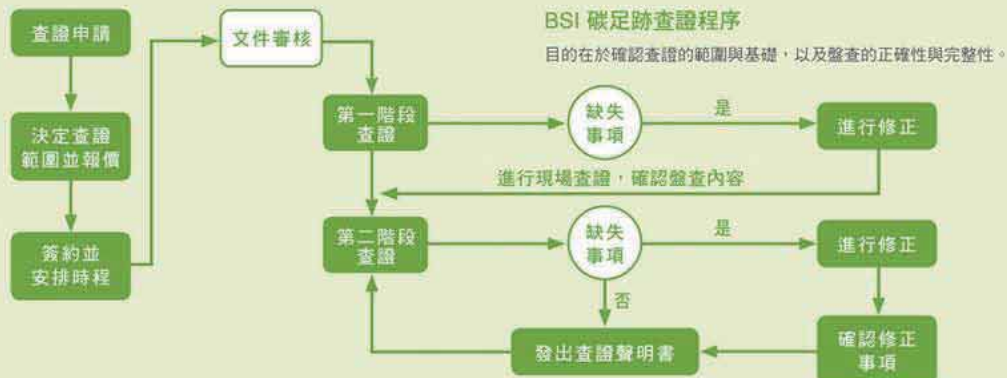 BSI 碳足跡查證程序
目的在於確認查證的範圍與基礎，以及盤查的正確性與完整性。
查證申請
決定查證
範圍並報價
簽約並
安排時程
文件審核
第一階段
查證
缺失
事項
是
進行修正
進行現場查證，確認盤查內容
第二階段
查證
缺失
事項
是
進行修正
否
確認修正
事項
發出查證聲明書